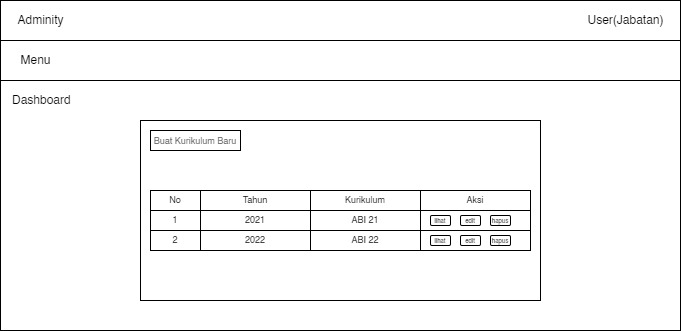 Adminity User(Jabatan)
Menu
Dashboard
Buat Kurikulum Baru
No Tahun Kurikulum Aksi
1 2021 ABI 21 lihat edit hapus
2 2022 ABI 22 lihat edit hapus